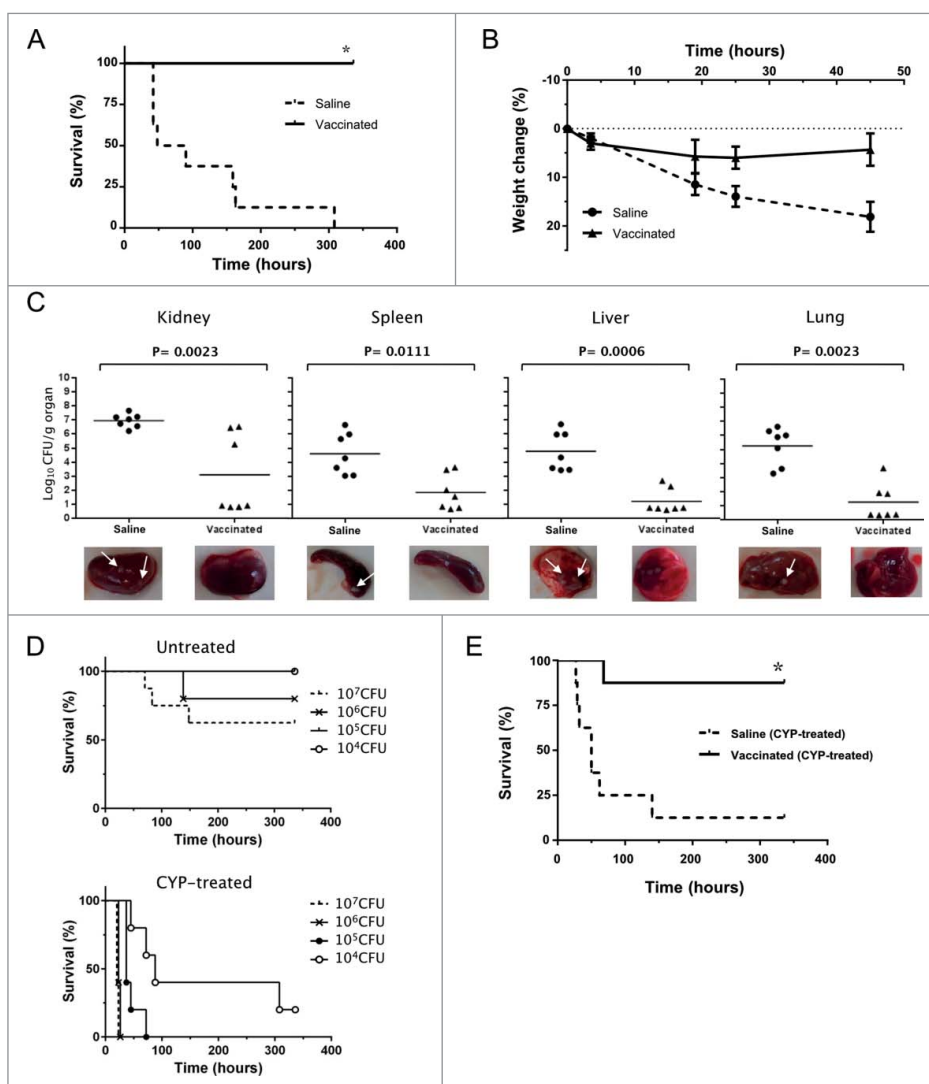 A
Survival (%)
100
75
50
25
0
*
Saline
Vaccinated
0 100 200 300 400
Time (hours)
B
Time (hours)
0 10 20 30 40 50
Weight change (%)
-10
0
10
20
Saline
Vaccinated
C
Kidney Spleen Liver Lung
P= 0.0023 P= 0.0111 P= 0.0006 P= 0.0023
Log10 CFU/g organ
10
9
8
7
6
5
4
3
2
1
0
Saline Vaccinated Saline Vaccinated Saline Vaccinated Saline Vaccinated
D
Untreated
Survival (%)
100
50
0
10⁷CFU
10⁶CFU
10⁵CFU
10⁴CFU
0 100 200 300 400
Time (hours)
CYP-treated
Survival (%)
100
50
0
10⁷CFU
10⁶CFU
10⁵CFU
10⁴CFU
0 100 200 300 400
Time (hours)
E
Survival (%)
100
75
50
25
0
*
Saline (CYP-treated)
Vaccinated (CYP-treated)
0 100 200 300 400
Time (hours)